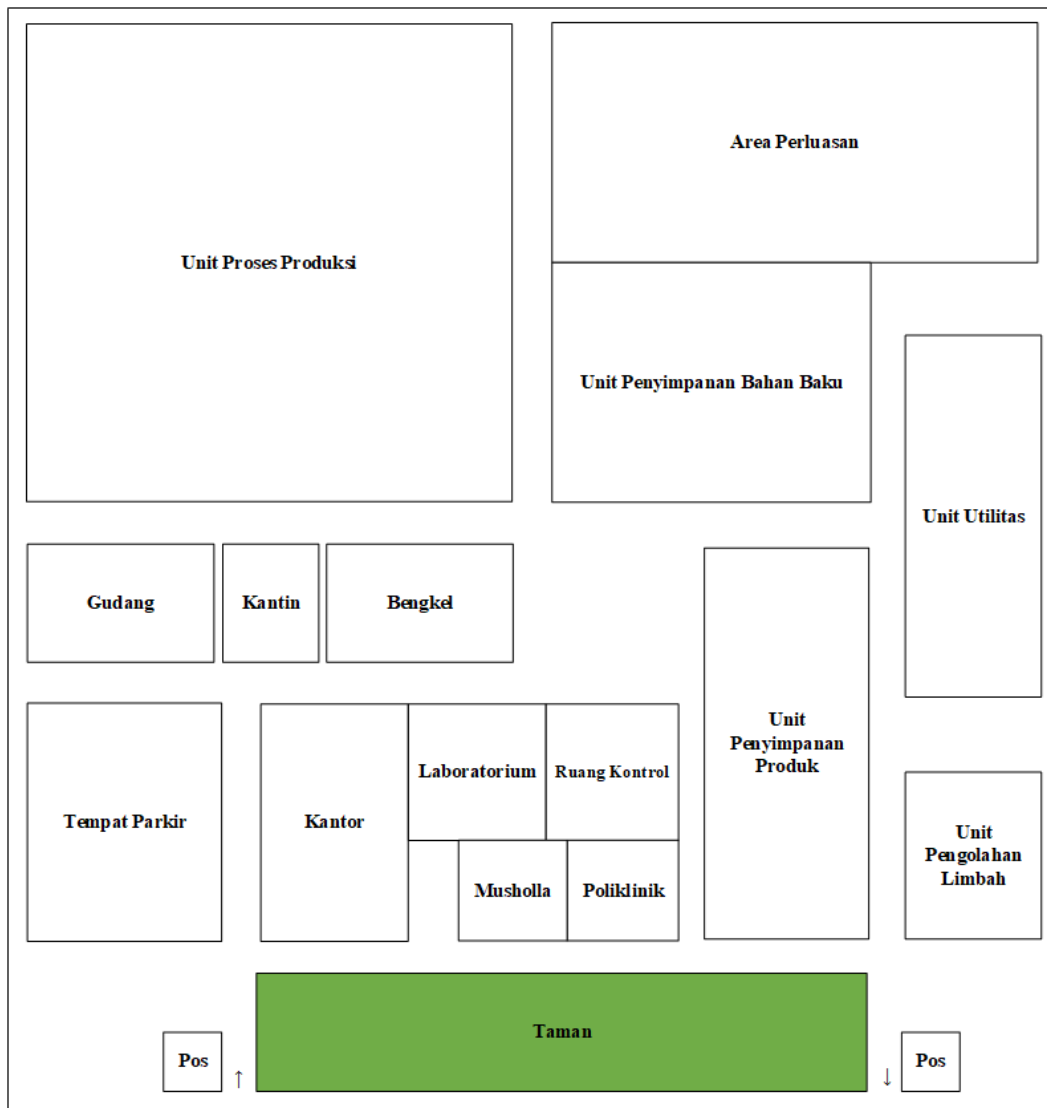 Area Perluasan
Unit Proses Produksi
Unit Penyimpanan Bahan Baku
Unit Utilitas
Gudang
Kantin
Bengkel
Unit
Penyimpanan
Produk
Laboratorium
Ruang Kontrol
Tempat Parkir
Kantor
Unit
Pengolahan
Limbah
Musholla
Poliklinik
Taman
Pos
↑
↓
Pos